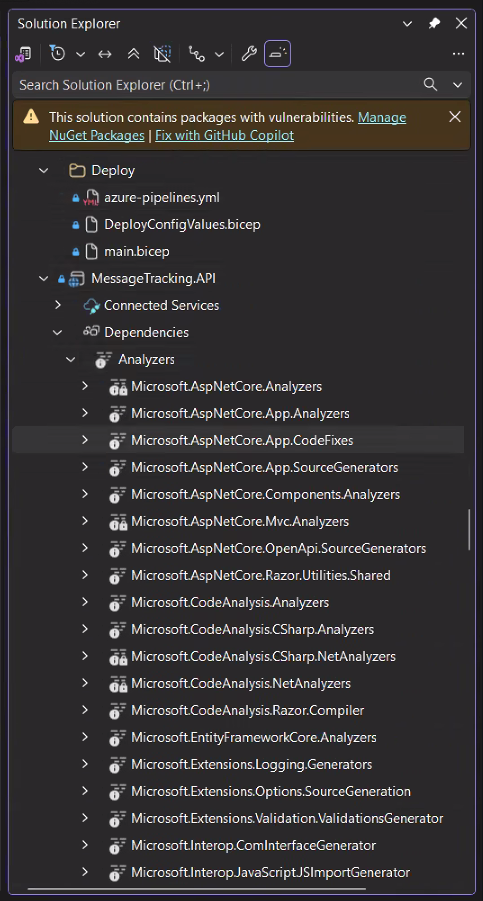 Solution Explorer
Search Solution Explorer (Ctrl+;)
This solution contains packages with vulnerabilities. Manage
NuGet Packages | Fix with GitHub Copilot
Deploy
YML azure-pipelines.yml
DeployConfigValues.bicep
main.bicep
MessageTracking.API
Connected Services
Dependencies
Analyzers
Microsoft.AspNetCore.Analyzers
Microsoft.AspNetCore.App.Analyzers
Microsoft.AspNetCore.App.CodeFixes
Microsoft.AspNetCore.App.SourceGenerators
Microsoft.AspNetCore.Components.Analyzers
Microsoft.AspNetCore.Mvc.Analyzers
Microsoft.AspNetCore.OpenApi.SourceGenerators
Microsoft.AspNetCore.Razor.Utilities.Shared
Microsoft.CodeAnalysis.Analyzers
Microsoft.CodeAnalysis.CSharp.Analyzers
Microsoft.CodeAnalysis.CSharp.NetAnalyzers
Microsoft.CodeAnalysis.NetAnalyzers
Microsoft.CodeAnalysis.Razor.Compiler
Microsoft.EntityFrameworkCore.Analyzers
Microsoft.Extensions.Logging.Generators
Microsoft.Extensions.Options.SourceGeneration
Microsoft.Extensions.Validation.ValidationsGenerator
Microsoft.Interop.ComInterfaceGenerator
Microsoft.Interop.JavaScript.JSImportGenerator